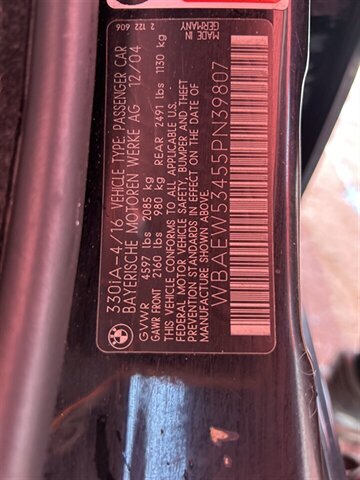 330iA-4/16 VEHICLE TYPE: PASSENGER CAR
BAYERISCHE MOTOREN WERKE AG 12/04
GVWR 4597 lbs 2085 kg
GAWR FRONT 2160 lbs 980 kg REAR 2491 lbs 1130 kg
THIS VEHICLE CONFORMS TO ALL APPLICABLE U.S.
FEDERAL MOTOR VEHICLE SAFETY, BUMPER AND THEFT
PREVENTION STANDARDS IN EFFECT ON THE DATE OF
MANUFACTURE SHOWN ABOVE
WBAEW53455PN39807
2 122 606
MADE IN
GERMANY